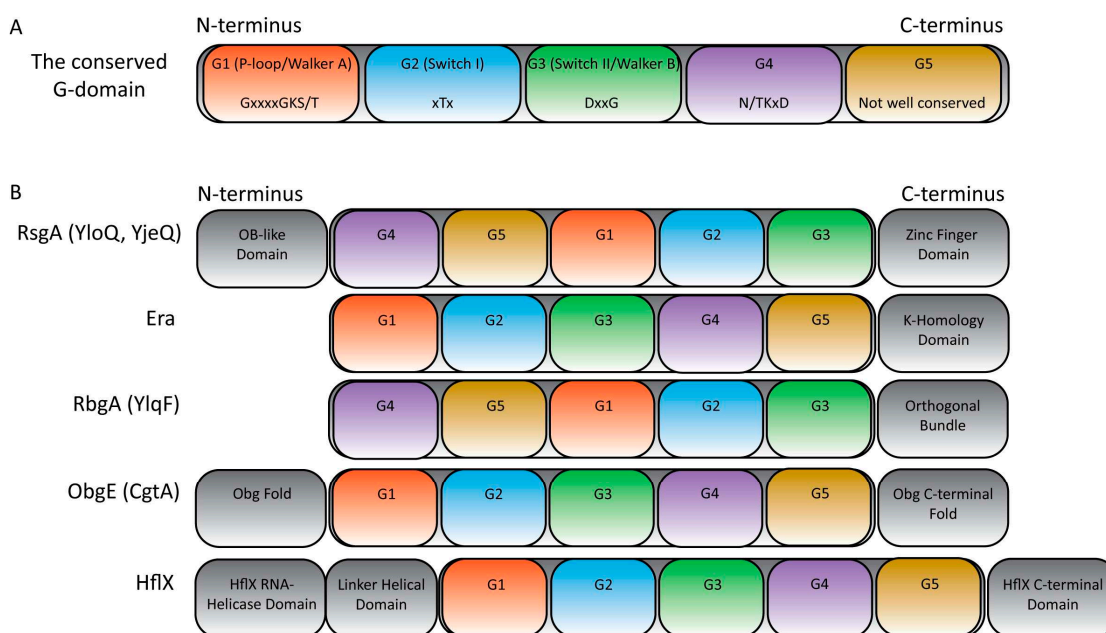 A
N-terminus
C-terminus
The conserved
G-domain
G1 (P-loop/Walker A)
GxxxxGKS/T
G2 (Switch I)
xTx
G3 (Switch II/Walker B)
DxxG
G4
N/TKxD
G5
Not well conserved
B
N-terminus
C-terminus
RsgA (YloQ, YjeQ)
OB-like
Domain
G4
G5
G1
G2
G3
Zinc Finger
Domain
Era
G1
G2
G3
G4
G5
K-Homology
Domain
RbgA (YlqF)
G4
G5
G1
G2
G3
Orthogonal
Bundle
ObgE (CgtA)
Obg Fold
G1
G2
G3
G4
G5
Obg C-terminal
Fold
HflX
HflX RNA-
Helicase Domain
Linker Helical
Domain
G1
G2
G3
G4
G5
HflX C-terminal
Domain